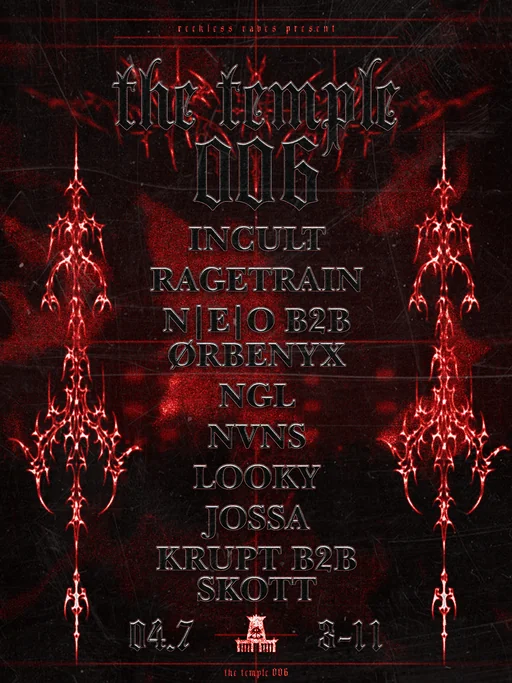 reckless raves present
the temple
006
INCULT
RAGETRAIN
N|E|O B2B
ØRBENYX
NGL
NVNS
LOOKY
JOSSA
KRUPT B2B
SKOTT
04.7 3-11
the temple 006